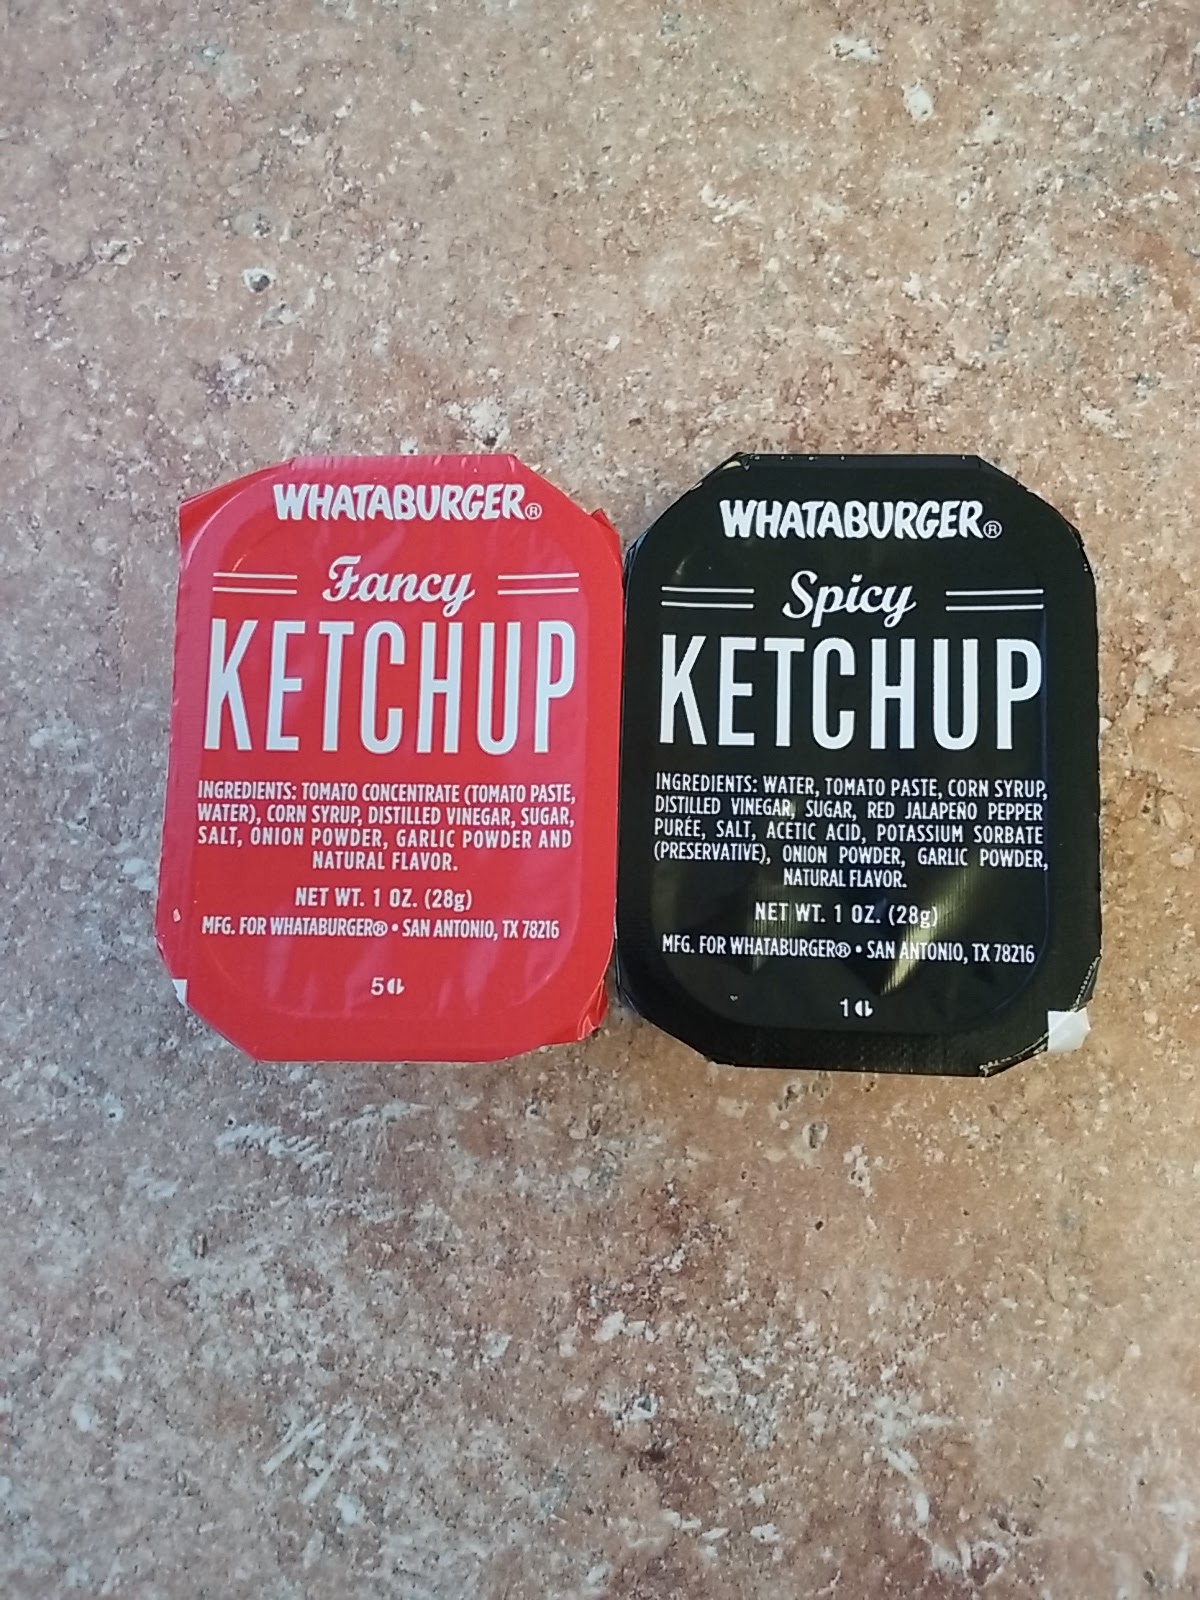 WHATABURGER®
Fancy
KETCHUP
INGREDIENTS: TOMATO CONCENTRATE (TOMATO PASTE,
WATER), CORN SYRUP, DISTILLED VINEGAR, SUGAR,
SALT, ONION POWDER, GARLIC POWDER AND
NATURAL FLAVOR.
NET WT. 1 OZ. (28g)
MFG. FOR WHATABURGER® • SAN ANTONIO, TX 78216
5
WHATABURGER®
Spicy
KETCHUP
INGREDIENTS: WATER, TOMATO PASTE, CORN SYRUP,
DISTILLED VINEGAR, SUGAR, RED JALAPEÑO PEPPER
PURÉE, SALT, ACETIC ACID, POTASSIUM SORBATE
(PRESERVATIVE), ONION POWDER, GARLIC POWDER,
NATURAL FLAVOR.
NET WT. 1 OZ. (28g)
MFG. FOR WHATABURGER® • SAN ANTONIO, TX 78216
1